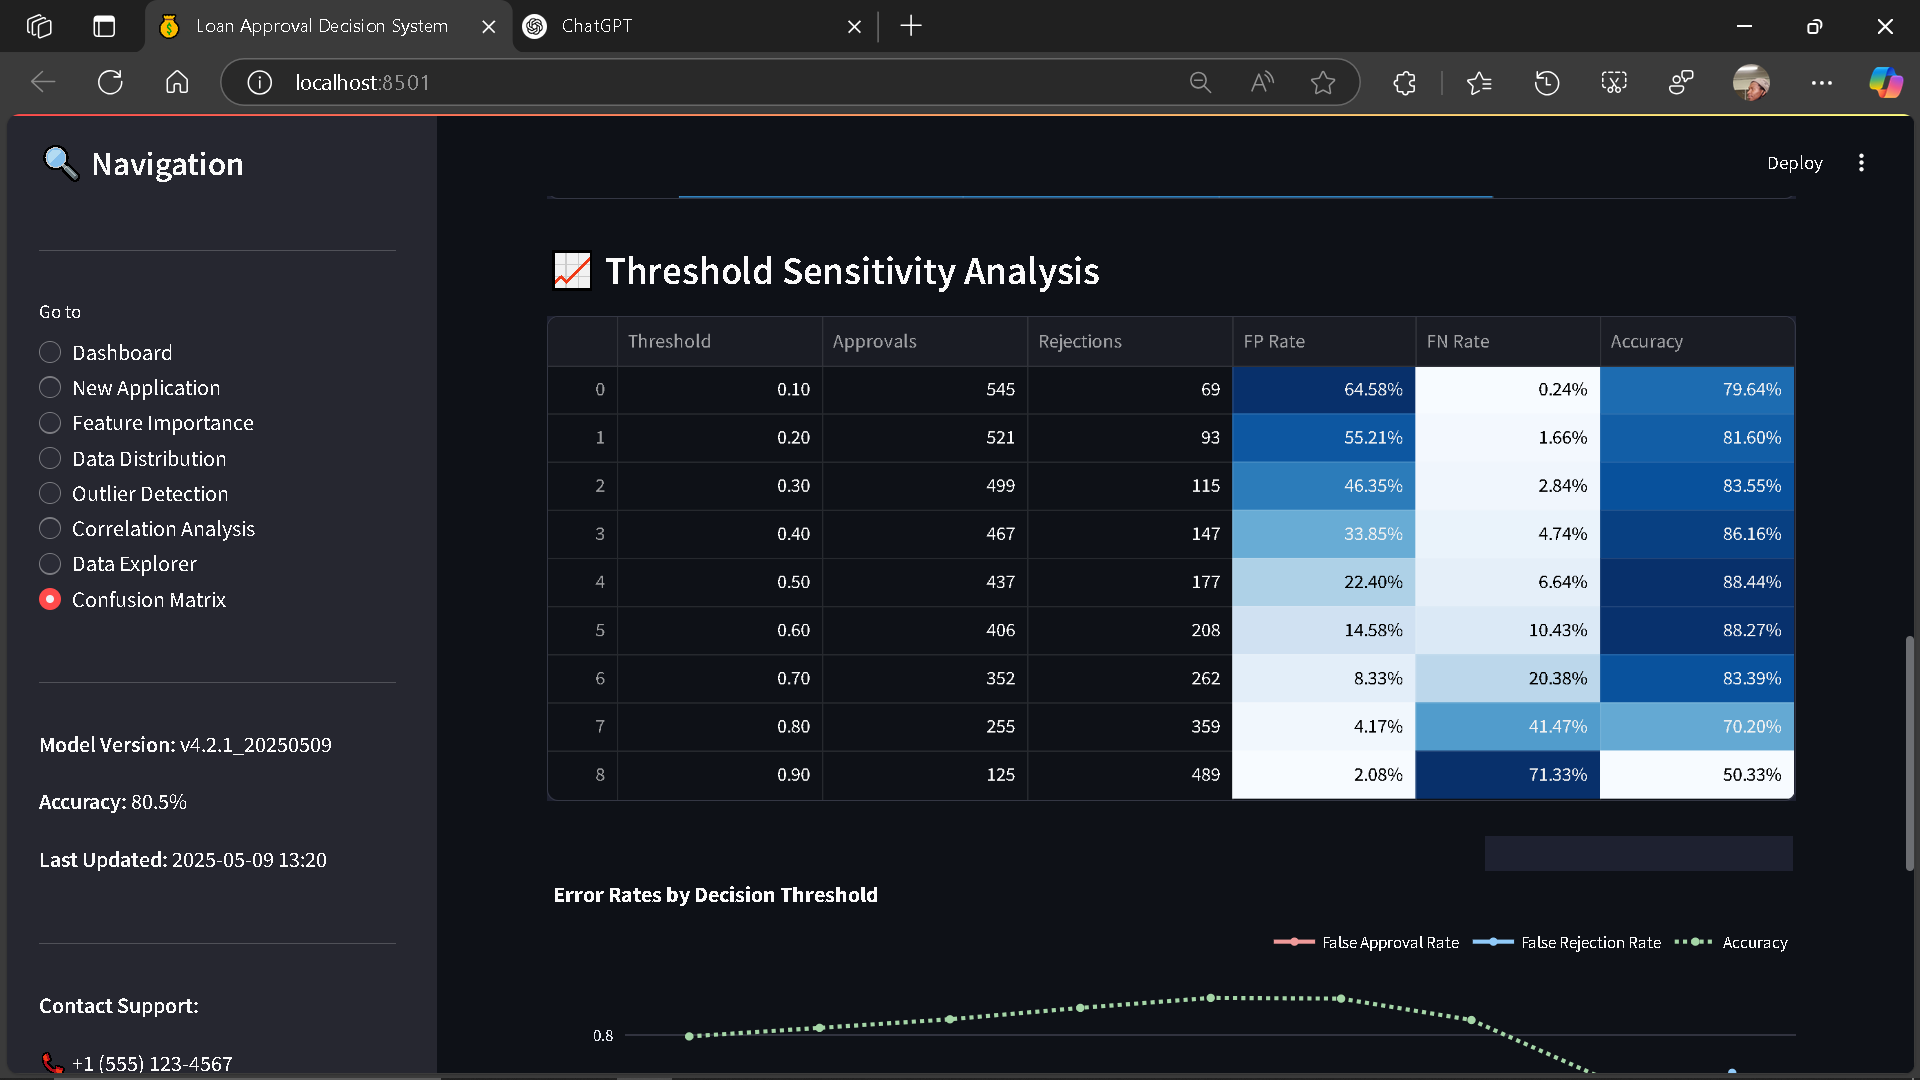 Loan Approval Decision System
ChatGPT
localhost:8501
Navigation
Go to
Dashboard
New Application
Feature Importance
Data Distribution
Outlier Detection
Correlation Analysis
Data Explorer
Confusion Matrix
Model Version: v4.2.1_20250509
Accuracy: 80.5%
Last Updated: 2025-05-09 13:20
Contact Support:
+1 (555) 123-4567
Deploy
Threshold Sensitivity Analysis
Threshold Approvals Rejections FP Rate FN Rate Accuracy
0 0.10 545 69 64.58% 0.24% 79.64%
1 0.20 521 93 55.21% 1.66% 81.60%
2 0.30 499 115 46.35% 2.84% 83.55%
3 0.40 467 147 33.85% 4.74% 86.16%
4 0.50 437 177 22.40% 6.64% 88.44%
5 0.60 406 208 14.58% 10.43% 88.27%
6 0.70 352 262 8.33% 20.38% 83.39%
7 0.80 255 359 4.17% 41.47% 70.20%
8 0.90 125 489 2.08% 71.33% 50.33%
Error Rates by Decision Threshold
False Approval Rate False Rejection Rate Accuracy
0.8